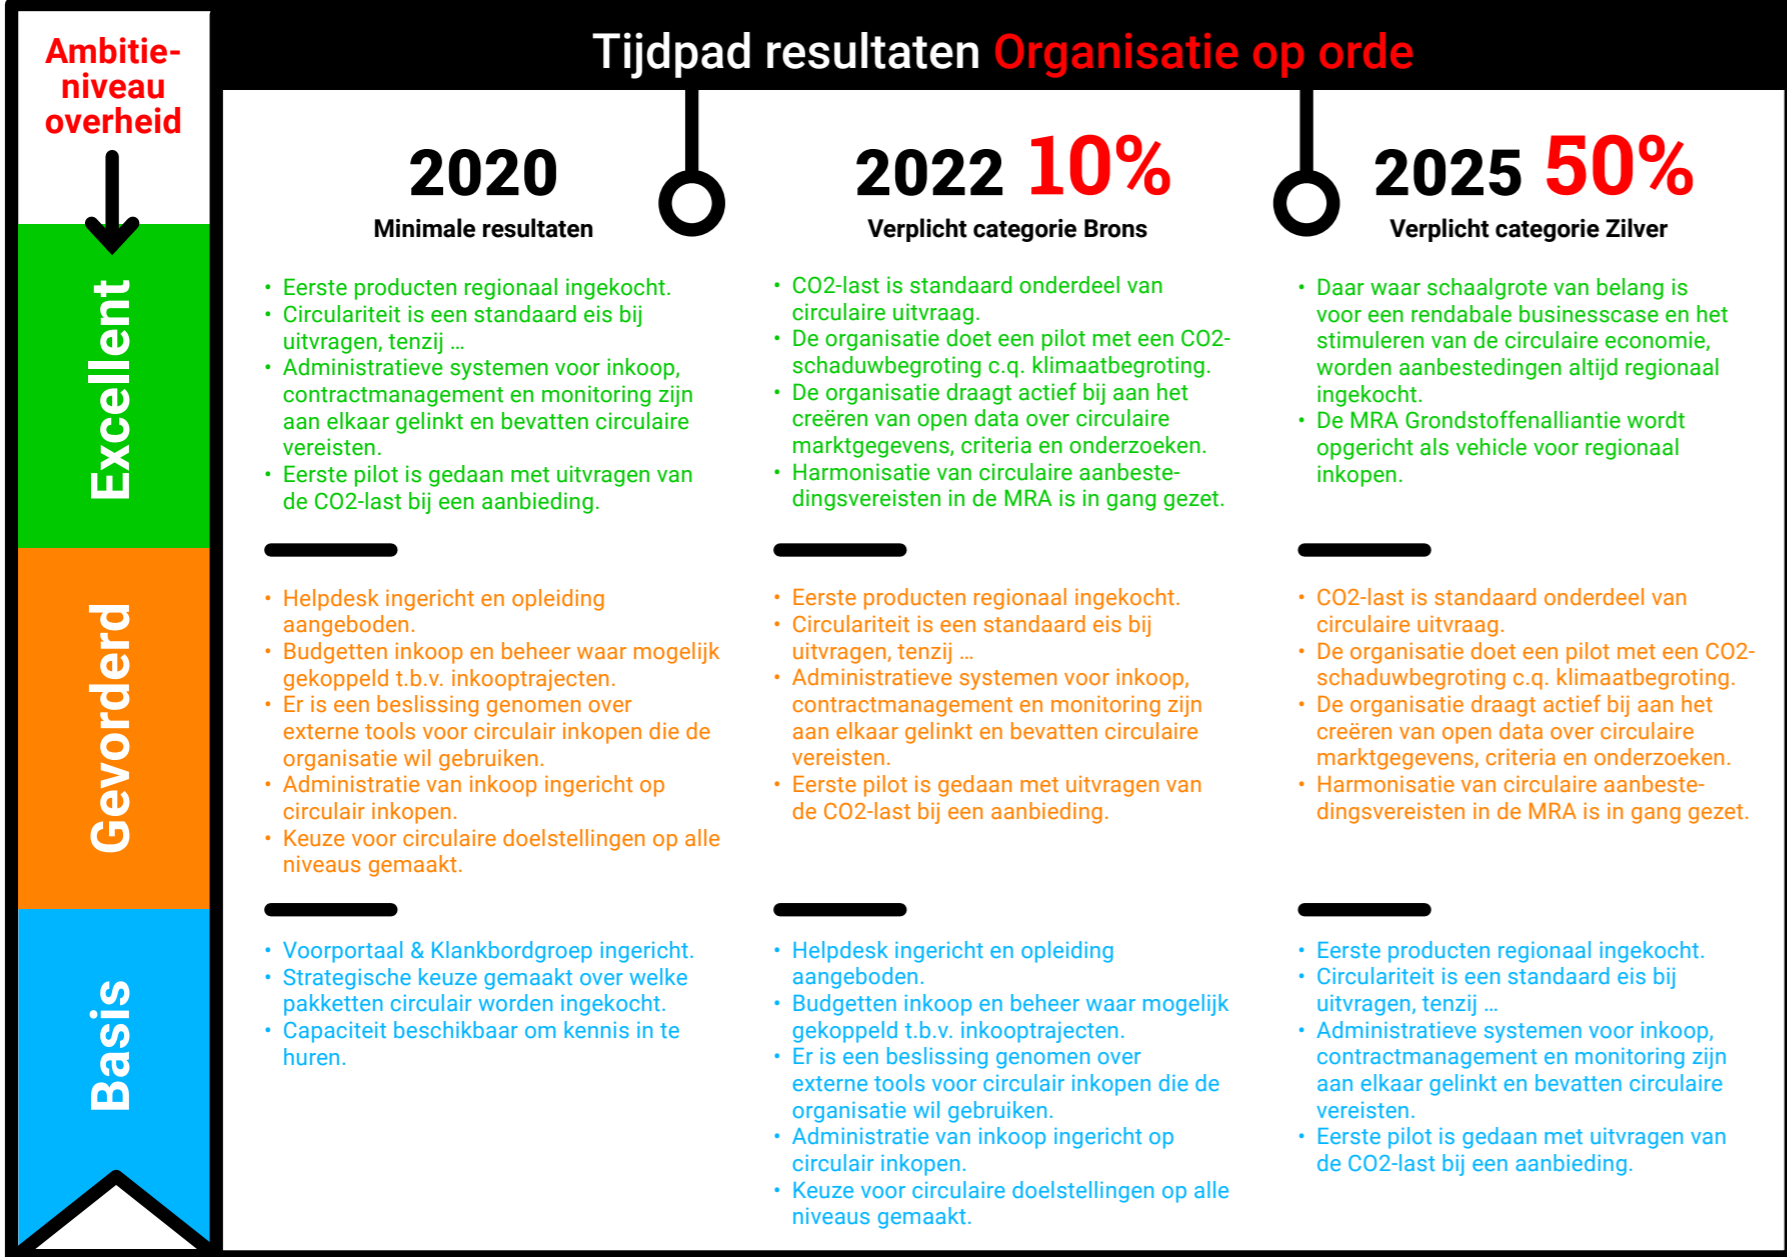 Ambitie-
niveau
overheid
Tijdpad resultaten Organisatie op orde
2020
Minimale resultaten
2022 10%
Verplicht categorie Brons
2025 50%
Verplicht categorie Zilver
Excellent
• Eerste producten regionaal ingekocht.
• Circulariteit is een standaard eis bij
uitvragen, tenzij ...
• Administratieve systemen voor inkoop,
contractmanagement en monitoring zijn
aan elkaar gelinkt en bevatten circulaire
vereisten.
• Eerste pilot is gedaan met uitvragen van
de CO2-last bij een aanbieding.
• CO2-last is standaard onderdeel van
circulaire uitvraag.
• De organisatie doet een pilot met een CO2-
schaduwbegroting c.q. klimaatbegroting.
• De organisatie draagt actief bij aan het
creëren van open data over circulaire
marktgegevens, criteria en onderzoeken.
• Harmonisatie van circulaire aanbeste-
dingsvereisten in de MRA is in gang gezet.
• Daar waar schaalgrote van belang is
voor een rendabale businesscase en het
stimuleren van de circulaire economie,
worden aanbestedingen altijd regionaal
ingekocht.
• De MRA Grondstoffenalliantie wordt
opgericht als vehicle voor regionaal
inkopen.
Gevorderd
• Helpdesk ingericht en opleiding
aangeboden.
• Budgetten inkoop en beheer waar mogelijk
gekoppeld t.b.v. inkooptrajecten.
• Er is een beslissing genomen over
externe tools voor circulair inkopen die de
organisatie wil gebruiken.
• Administratie van inkoop ingericht op
circulair inkopen.
• Keuze voor circulaire doelstellingen op alle
niveaus gemaakt.
• Eerste producten regionaal ingekocht.
• Circulariteit is een standaard eis bij
uitvragen, tenzij ...
• Administratieve systemen voor inkoop,
contractmanagement en monitoring zijn
aan elkaar gelinkt en bevatten circulaire
vereisten.
• Eerste pilot is gedaan met uitvragen van
de CO2-last bij een aanbieding.
• CO2-last is standaard onderdeel van
circulaire uitvraag.
• De organisatie doet een pilot met een CO2-
schaduwbegroting c.q. klimaatbegroting.
• De organisatie draagt actief bij aan het
creëren van open data over circulaire
marktgegevens, criteria en onderzoeken.
• Harmonisatie van circulaire aanbeste-
dingsvereisten in de MRA is in gang gezet.
Basis
• Voorportaal & Klankbordgroep ingericht.
• Strategische keuze gemaakt over welke
pakketten circulair worden ingekocht.
• Capaciteit beschikbaar om kennis in te
huren.
• Helpdesk ingericht en opleiding
aangeboden.
• Budgetten inkoop en beheer waar mogelijk
gekoppeld t.b.v. inkooptrajecten.
• Er is een beslissing genomen over
externe tools voor circulair inkopen die de
organisatie wil gebruiken.
• Administratie van inkoop ingericht op
circulair inkopen.
• Keuze voor circulaire doelstellingen op alle
niveaus gemaakt.
• Eerste producten regionaal ingekocht.
• Circulariteit is een standaard eis bij
uitvragen, tenzij ...
• Administratieve systemen voor inkoop,
contractmanagement en monitoring zijn
aan elkaar gelinkt en bevatten circulaire
vereisten.
• Eerste pilot is gedaan met uitvragen van
de CO2-last bij een aanbieding.